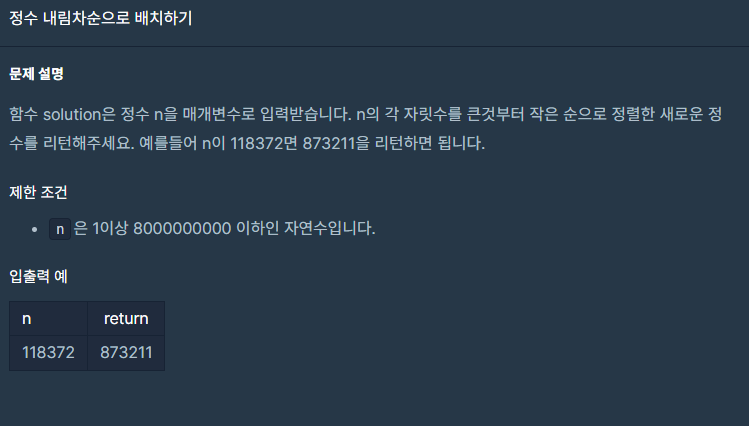 정수 내림차순으로 배치하기
문제 설명
함수 solution은 정수 n을 매개변수로 입력받습니다. n의 각 자릿수를 큰것부터 작은 순으로 정렬한 새로운 정
수를 리턴해주세요. 예를들어 n이 118372면 873211을 리턴하면 됩니다.
제한 조건
• n 은 1이상 8000000000 이하인 자연수입니다.
입출력 예
n return
118372 873211